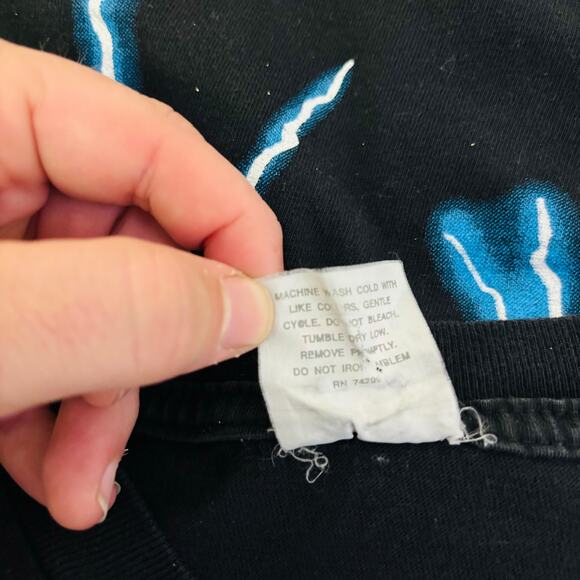 MACHINE WASH COLD WITH
LIKE COLORS, GENTLE
CYCLE. DO NOT BLEACH.
TUMBLE DRY LOW.
REMOVE PROMPTLY.
DO NOT IRON EMBLEM
RN